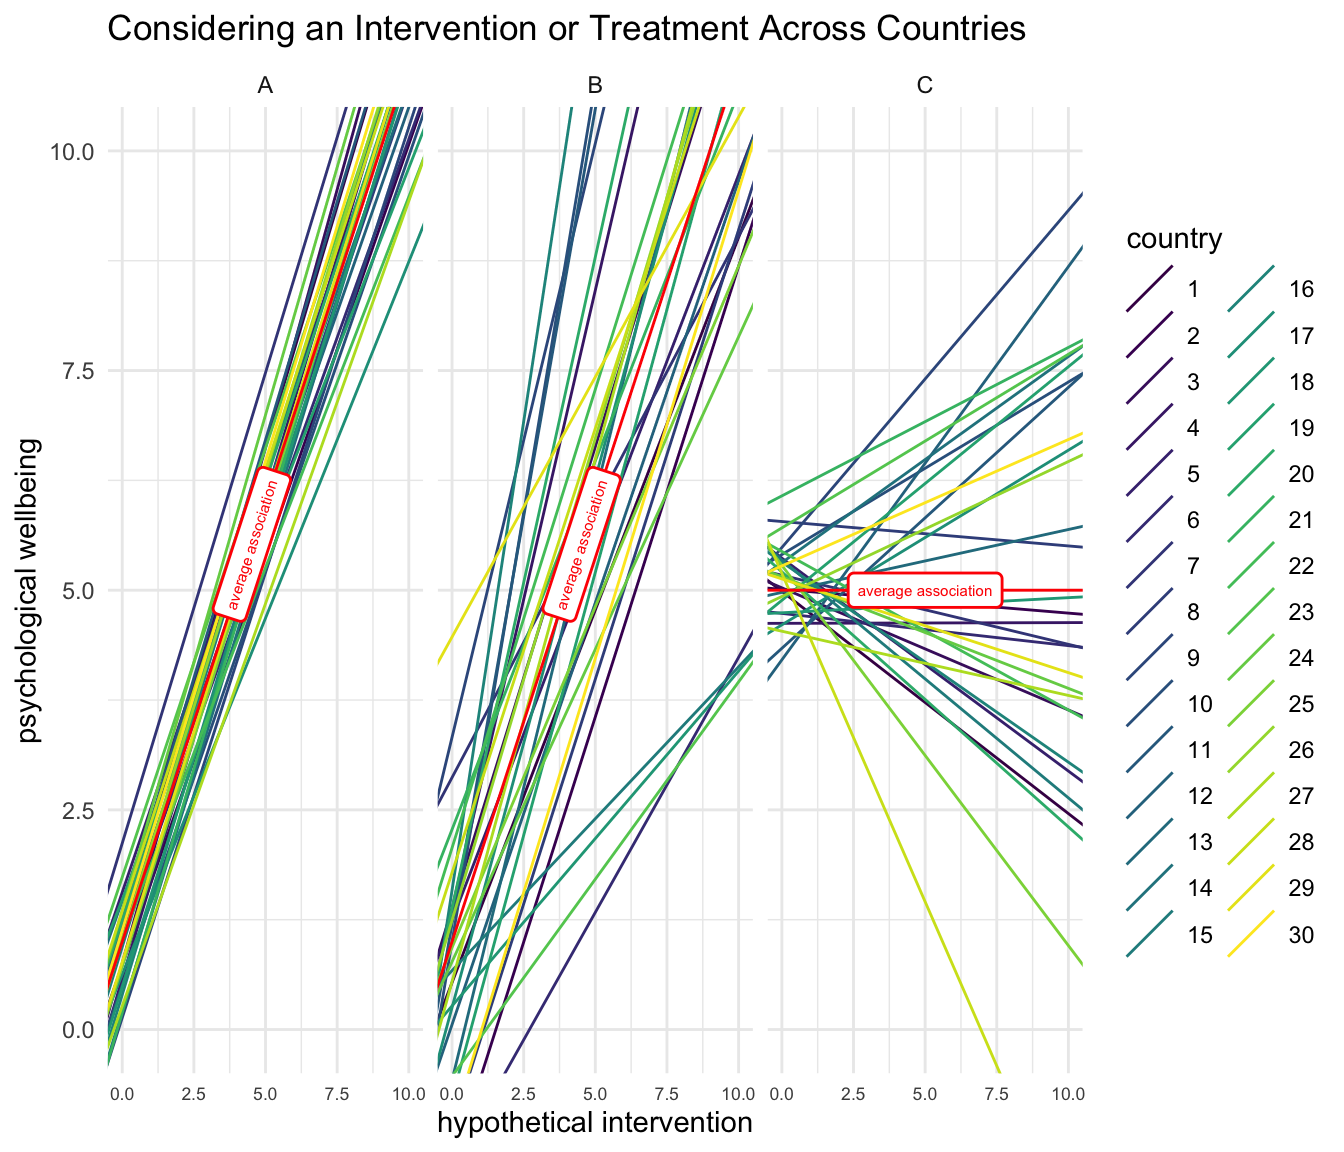 Considering an Intervention or Treatment Across Countries
A B C
psychological wellbeing
10.0
7.5
5.0
2.5
0.0
average association
average association
average association
0.0 2.5 5.0 7.5 10.0 0.0 2.5 5.0 7.5 10.0 0.0 2.5 5.0 7.5 10.0
hypothetical intervention
country
1 16
2 17
3 18
4 19
5 20
6 21
7 22
8 23
9 24
10 25
11 26
12 27
13 28
14 29
15 30